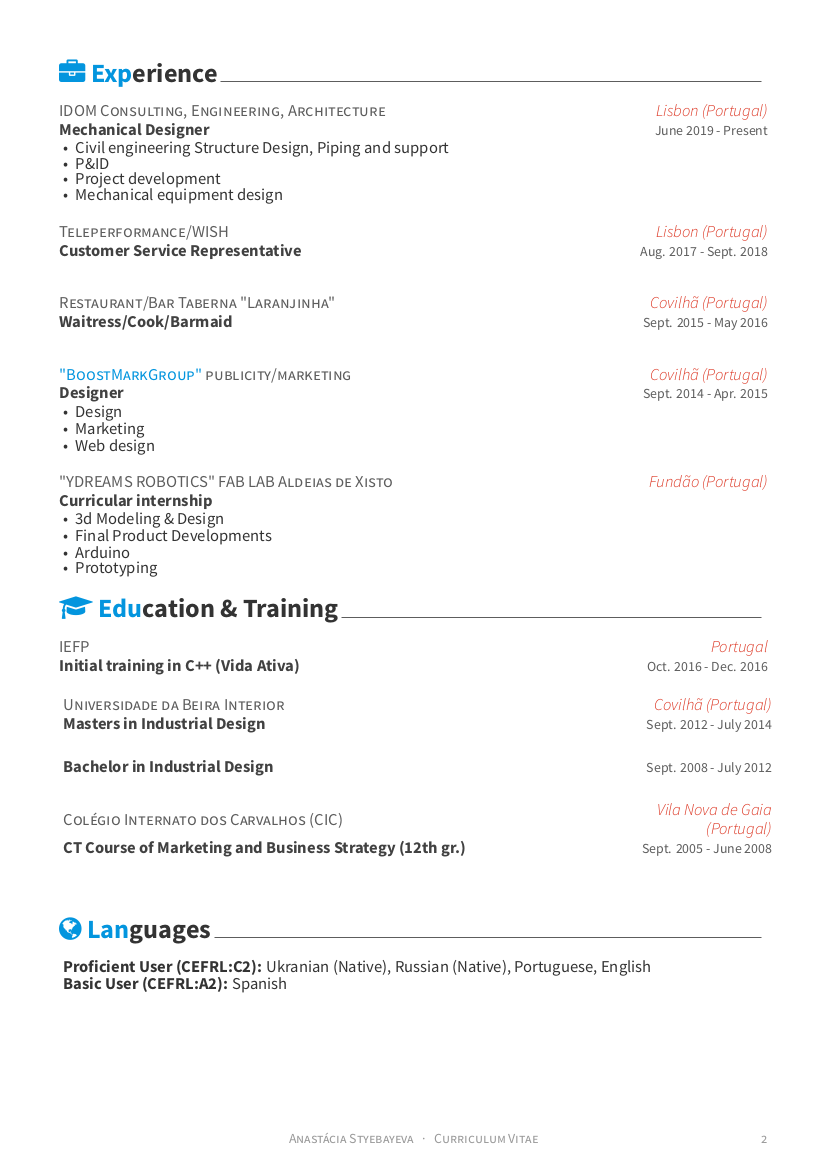 Experience
IDOM Consulting, Engineering, Architecture Lisbon (Portugal)
Mechanical Designer June 2019 - Present
• Civil engineering Structure Design, Piping and support
• P&ID
• Project development
• Mechanical equipment design
Teleperformance/WISH Lisbon (Portugal)
Customer Service Representative Aug. 2017 - Sept. 2018
Restaurant/Bar Taberna "Laranjinha" Covilhã (Portugal)
Waitress/Cook/Barmaid Sept. 2015 - May 2016
"BoostMarkGroup" publicity/marketing Covilhã (Portugal)
Designer Sept. 2014 - Apr. 2015
• Design
• Marketing
• Web design
"YDREAMS ROBOTICS" FAB LAB Aldeias de Xisto Fundão (Portugal)
Curricular internship
• 3d Modeling & Design
• Final Product Developments
• Arduino
• Prototyping
Education & Training
IEFP Portugal
Initial training in C++ (Vida Ativa) Oct. 2016 - Dec. 2016
Universidade da Beira Interior Covilhã (Portugal)
Masters in Industrial Design Sept. 2012 - July 2014
Bachelor in Industrial Design Sept. 2008 - July 2012
Colégio Internato dos Carvalhos (CIC) Vila Nova de Gaia
(Portugal)
CT Course of Marketing and Business Strategy (12th gr.) Sept. 2005 - June 2008
Languages
Proficient User (CEFRL:C2): Ukranian (Native), Russian (Native), Portuguese, English
Basic User (CEFRL:A2): Spanish
Anastácia Styebayeva · Curriculum Vitae 2